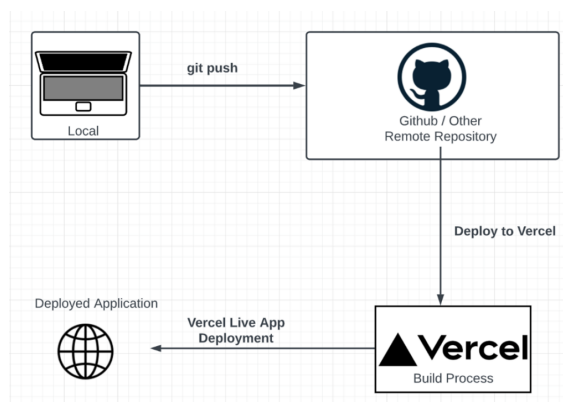 git push
Local
Github / Other
Remote Repository
Deploy to Vercel
Deployed Application
Vercel Live App
Deployment
Vercel
Build Process